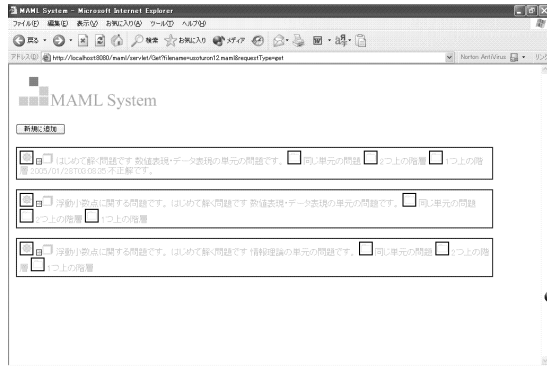 MAML System - Microsoft Internet Explorer
ファイル(F) 編集(E) 表示(V) お気に入り(A) ツール(T) ヘルプ(H)
戻る 検索 お気に入り メディア
アドレス(D) http://localhost:8080/maml/servlet/Get?filename=usoturon12.maml&requestType=get Norton AntiVirus リンク
MAML System
新規に追加
はじめて解く問題です 数値表現・データ表現の単元の問題です。 同じ単元の問題 2つ上の階層 1つ上の階
層 2005/01/28T00:08:35 不正解です。
浮動小数点に関する問題です。はじめて解く問題です 数値表現・データ表現の単元の問題です。 同じ単元の問題
2つ上の階層 1つ上の階層
浮動小数点に関する問題です。はじめて解く問題です 情報理論の単元の問題です。 同じ単元の問題 2つ上の階
層 1つ上の階層